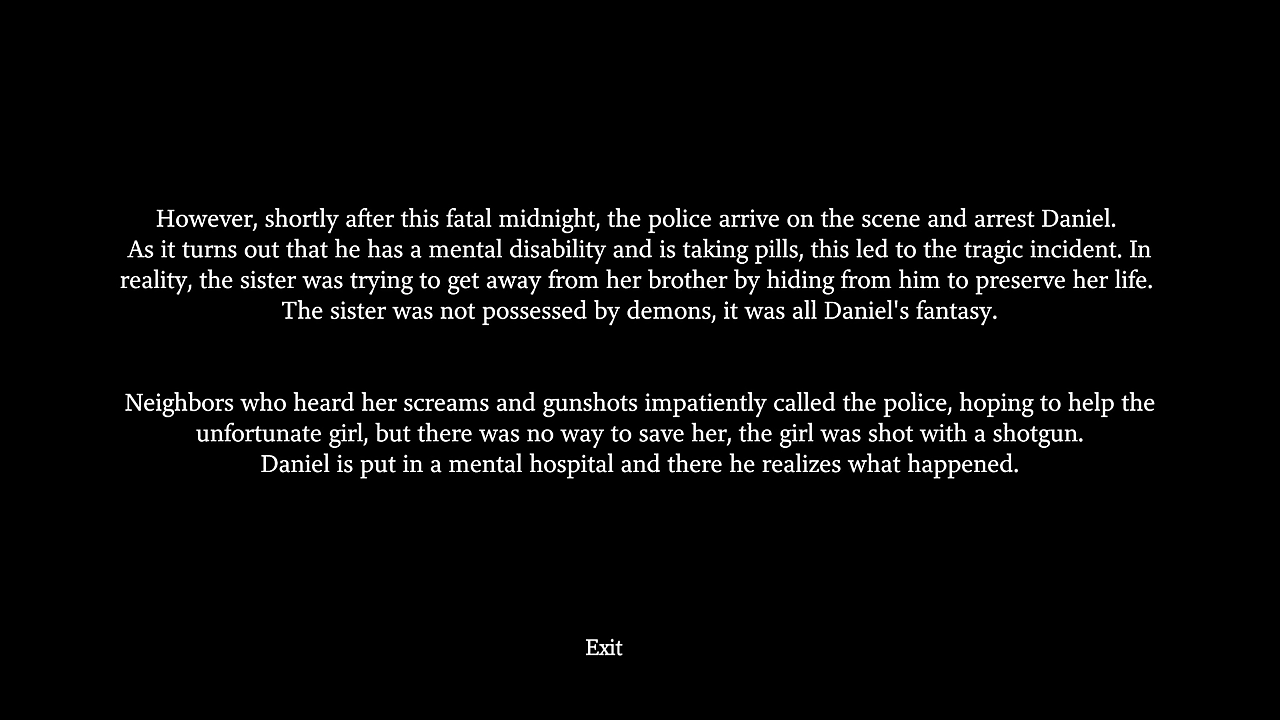 However, shortly after this fatal midnight, the police arrive on the scene and arrest Daniel.
As it turns out that he has a mental disability and is taking pills, this led to the tragic incident. In
reality, the sister was trying to get away from her brother by hiding from him to preserve her life.
The sister was not possessed by demons, it was all Daniel's fantasy.
Neighbors who heard her screams and gunshots impatiently called the police, hoping to help the
unfortunate girl, but there was no way to save her, the girl was shot with a shotgun.
Daniel is put in a mental hospital and there he realizes what happened.
Exit